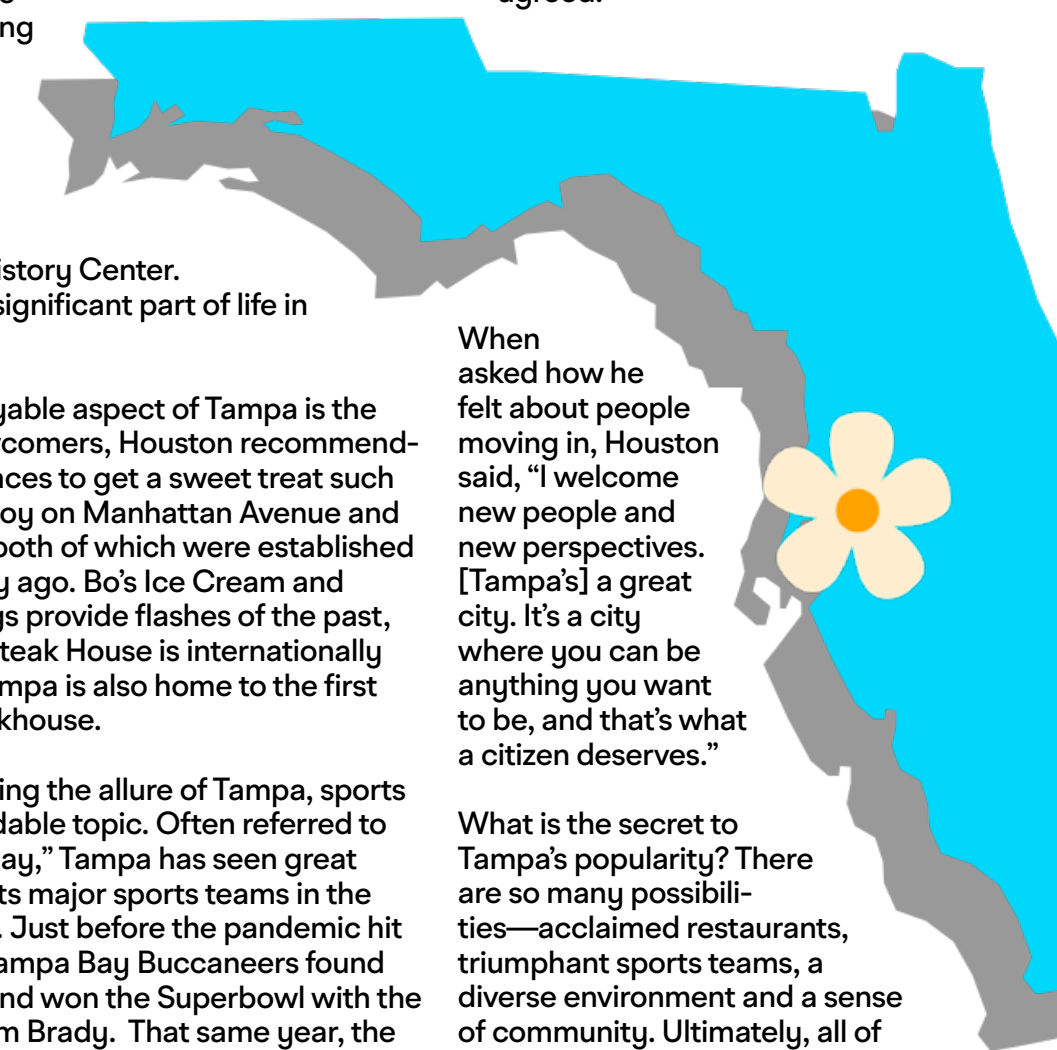 ng
istory Center.
significant part of life in
yable aspect of Tampa is the
comers, Houston recommend-
ces to get a sweet treat such
oy on Manhattan Avenue and
both of which were established
y ago. Bo’s Ice Cream and
s provide flashes of the past,
teak House is internationally
mpa is also home to the first
khouse.
ing the allure of Tampa, sports
dable topic. Often referred to
ay,” Tampa has seen great
ts major sports teams in the
. Just before the pandemic hit
ampa Bay Buccaneers found
nd won the Superbowl with the
m Brady. That same year, the
agreed.
When
asked how he
felt about people
moving in, Houston
said, “I welcome
new people and
new perspectives.
[Tampa’s] a great
city. It’s a city
where you can be
anything you want
to be, and that’s what
a citizen deserves.”
What is the secret to
Tampa’s popularity? There
are so many possibili-
ties—acclaimed restaurants,
triumphant sports teams, a
diverse environment and a sense
of community. Ultimately, all of